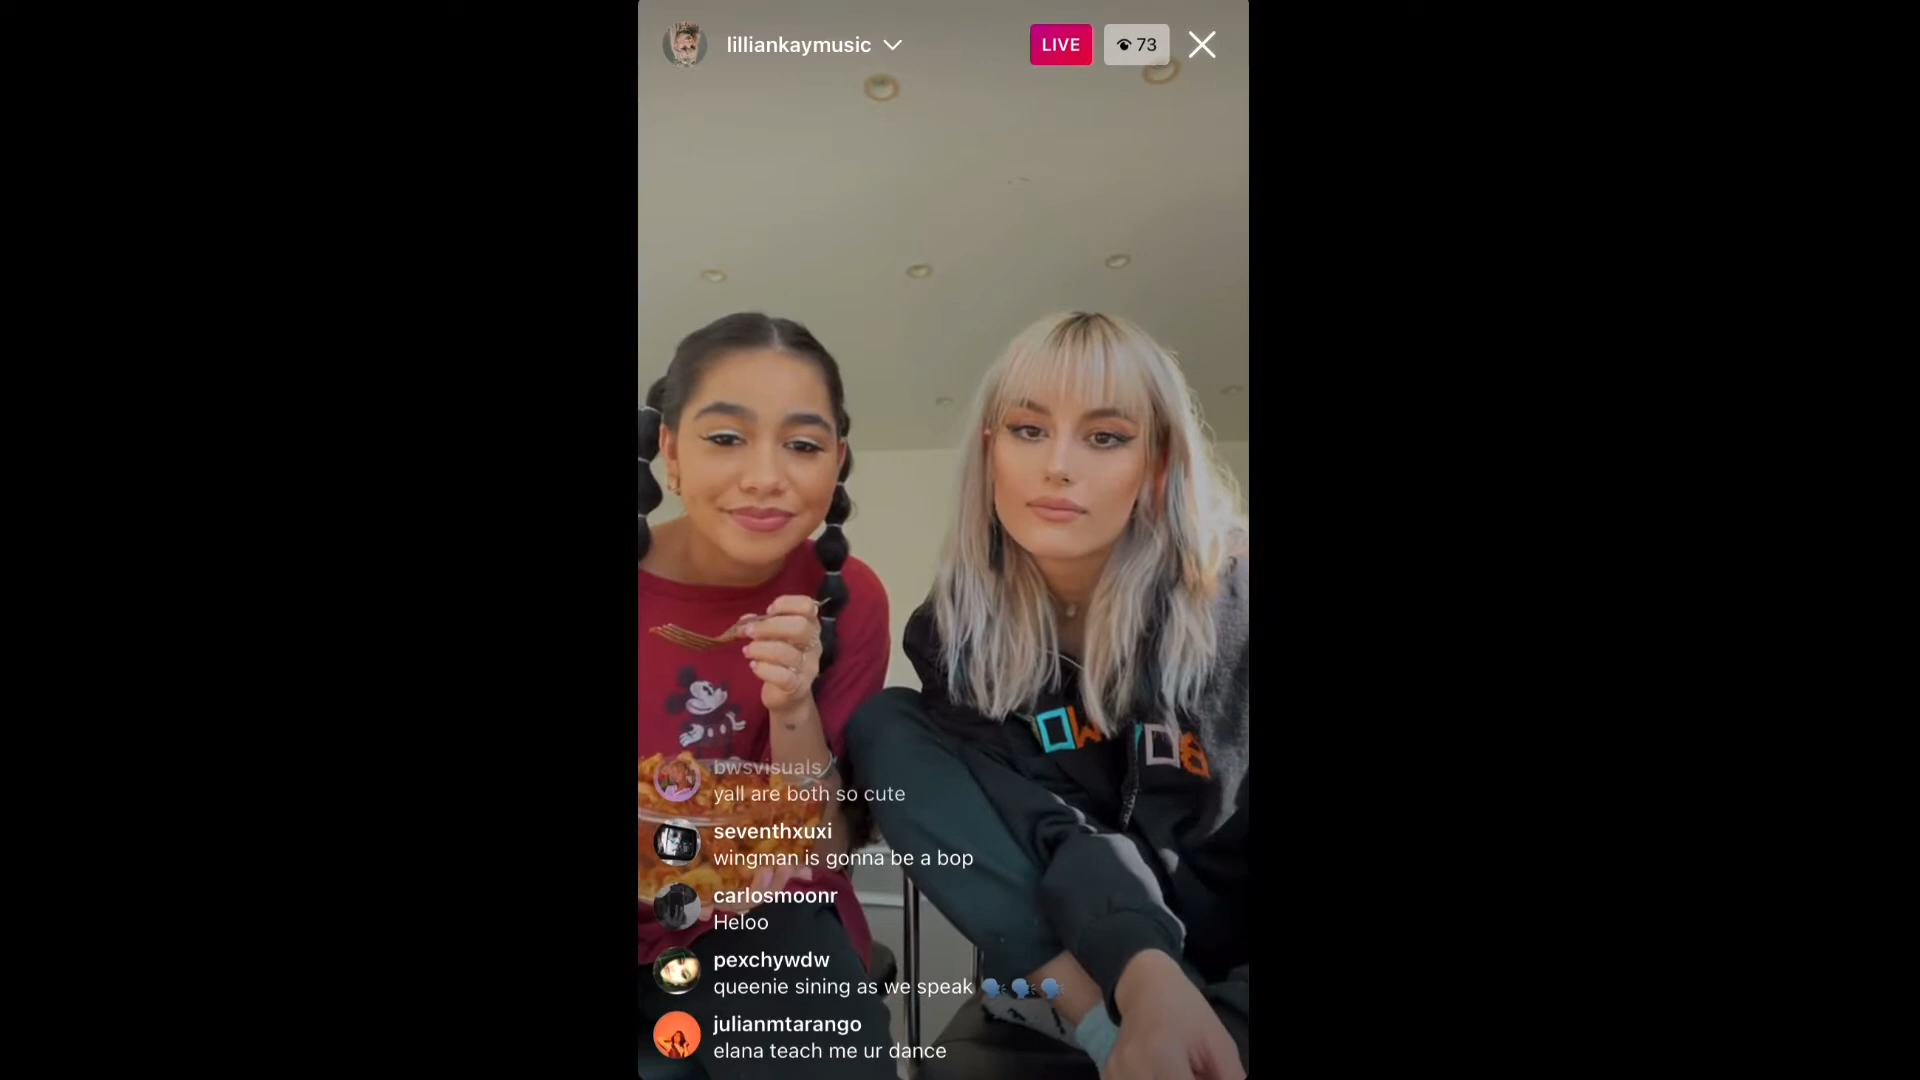 lilliankaymusic
LIVE
73
bwsvisuals
yall are both so cute
seventhxuxi
wingman is gonna be a bop
carlosmoonr
Heloo
pexchywdw
queenie sining as we speak 🗣️🗣️🗣️
julianmtarango
elana teach me ur dance